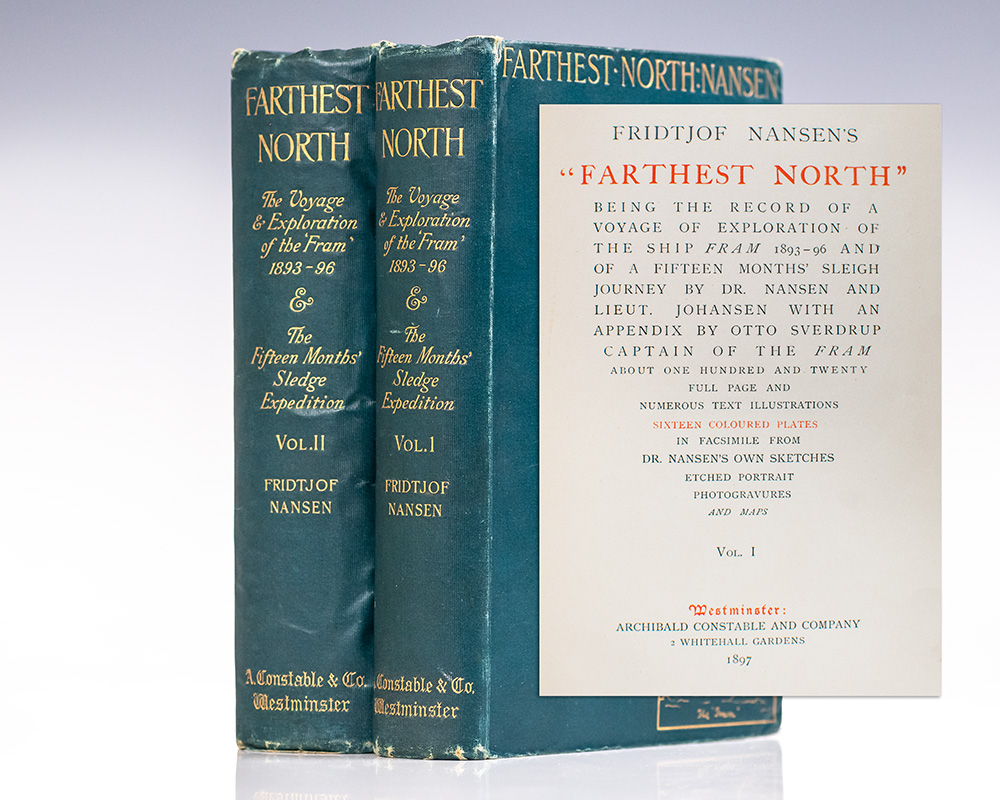 FARTHEST
NORTH
The Voyage
& Exploration
of the 'Fram'
1893-96
&
The
Fifteen Months'
Sledge
Expedition
VOL.II
FRIDTJOF
NANSEN
A. Constable & Co.
Westminster
FARTHEST
NORTH
The Voyage
& Exploration
of the 'Fram'
1893-96
&
The
Fifteen Months'
Sledge
Expedition
VOL.I
FRIDTJOF
NANSEN
A. Constable & Co.
Westminster
FARTHEST·NORTH:NANSEN
The 'Fram'
FRIDTJOF NANSEN'S
“FARTHEST NORTH”
BEING THE RECORD OF A
VOYAGE OF EXPLORATION OF
THE SHIP FRAM 1893–96 AND
OF A FIFTEEN MONTHS' SLEIGH
JOURNEY BY DR. NANSEN AND
LIEUT. JOHANSEN WITH AN
APPENDIX BY OTTO SVERDRUP
CAPTAIN OF THE FRAM
ABOUT ONE HUNDRED AND TWENTY
FULL PAGE AND
NUMEROUS TEXT ILLUSTRATIONS
SIXTEEN COLOURED PLATES
IN FACSIMILE FROM
DR. NANSEN'S OWN SKETCHES
ETCHED PORTRAIT
PHOTOGRAVURES
AND MAPS
VOL. I
Westminster:
ARCHIBALD CONSTABLE AND COMPANY
2 WHITEHALL GARDENS
1897